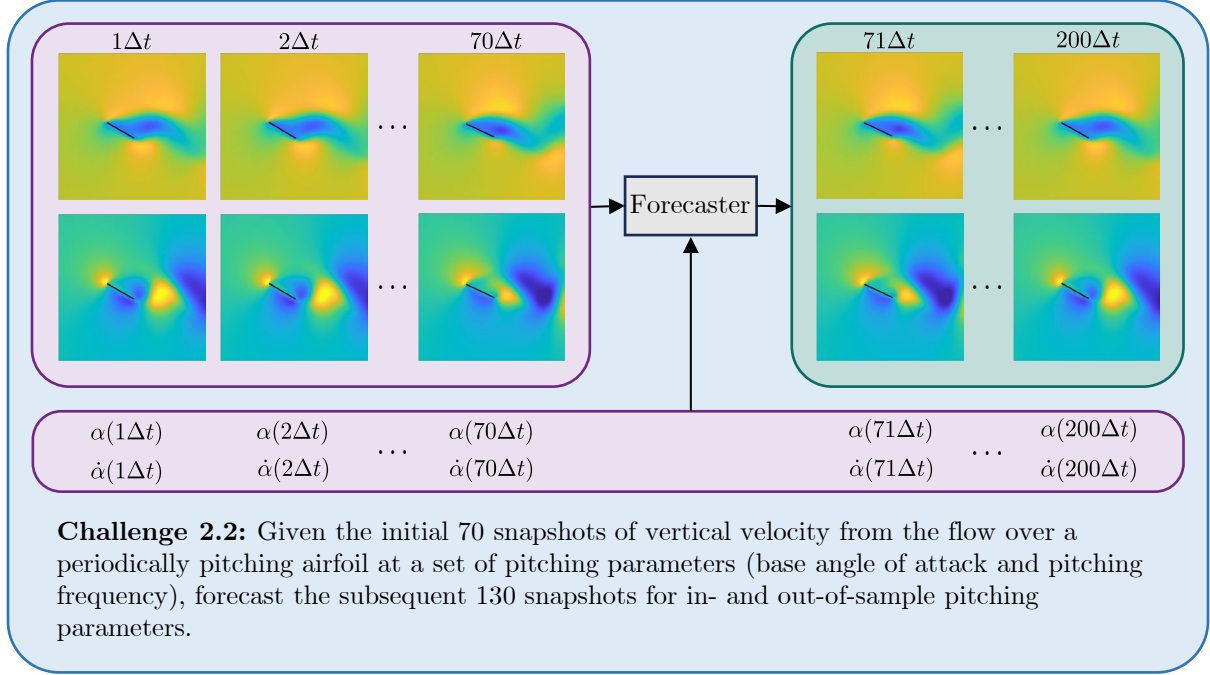 1Δt 2Δt 70Δt 71Δt 200Δt
... ...
Forecaster
... ...
α(1Δt) α(2Δt) α(70Δt) α(71Δt) α(200Δt)
... ...
α̇(1Δt) α̇(2Δt) α̇(70Δt) α̇(71Δt) α̇(200Δt)
Challenge 2.2: Given the initial 70 snapshots of vertical velocity from the flow over a
periodically pitching airfoil at a set of pitching parameters (base angle of attack and pitching
frequency), forecast the subsequent 130 snapshots for in- and out-of-sample pitching
parameters.